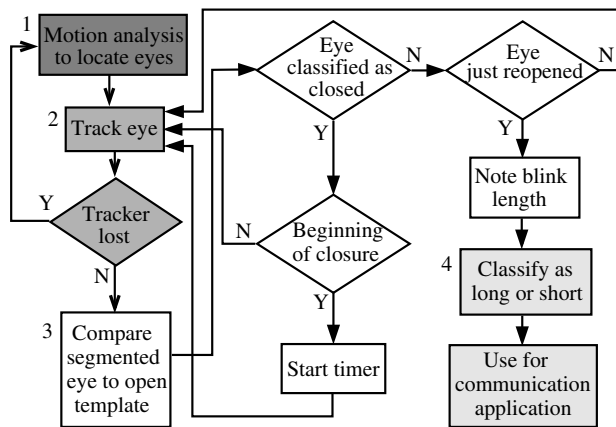 1
Motion analysis
to locate eyes
2
Track eye
Y
Tracker
lost
N
3
Compare
segmented
eye to open
template
Eye
classified as
closed
N
Y
Beginning
of closure
N
Y
Start timer
Eye
just reopened
N
Y
Note blink
length
4
Classify as
long or short
Use for
communication
application